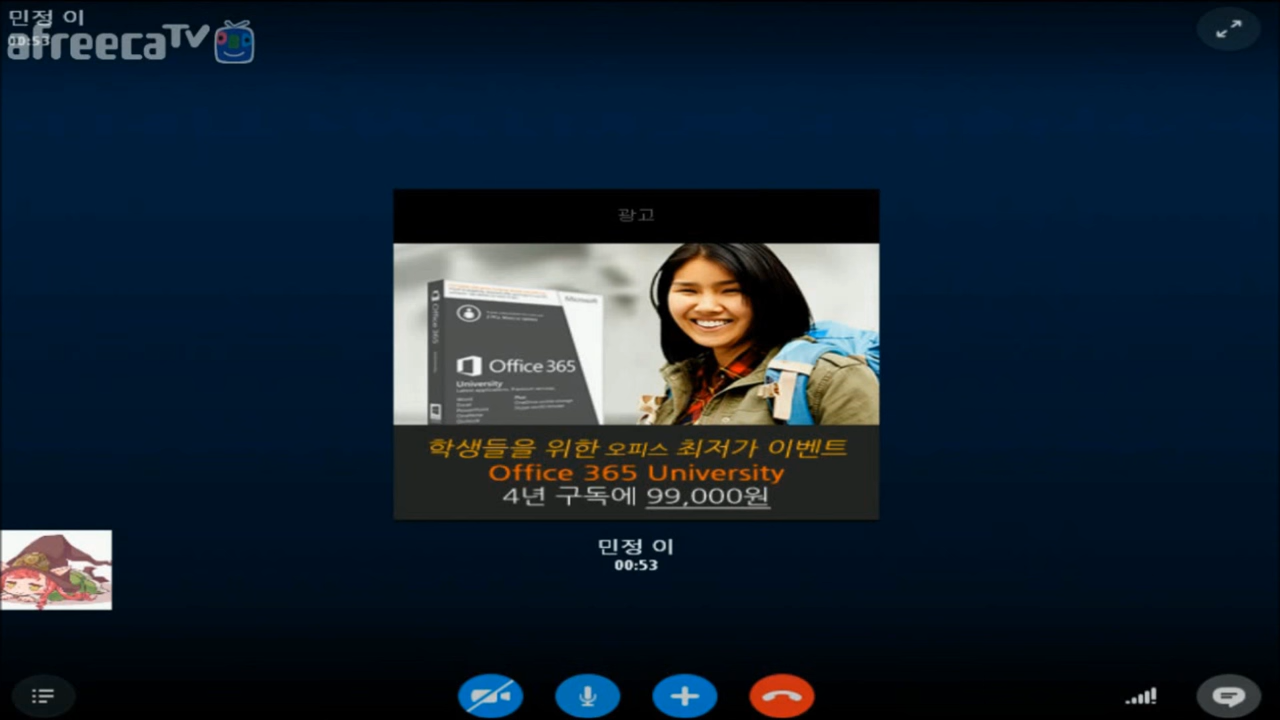 민정 이
00:53
afreecaTV
광고
Microsoft
Office 365
Office 365
University
학생들을 위한 오피스 최저가 이벤트
Office 365 University
4년 구독에 99,000원
민정 이
00:53